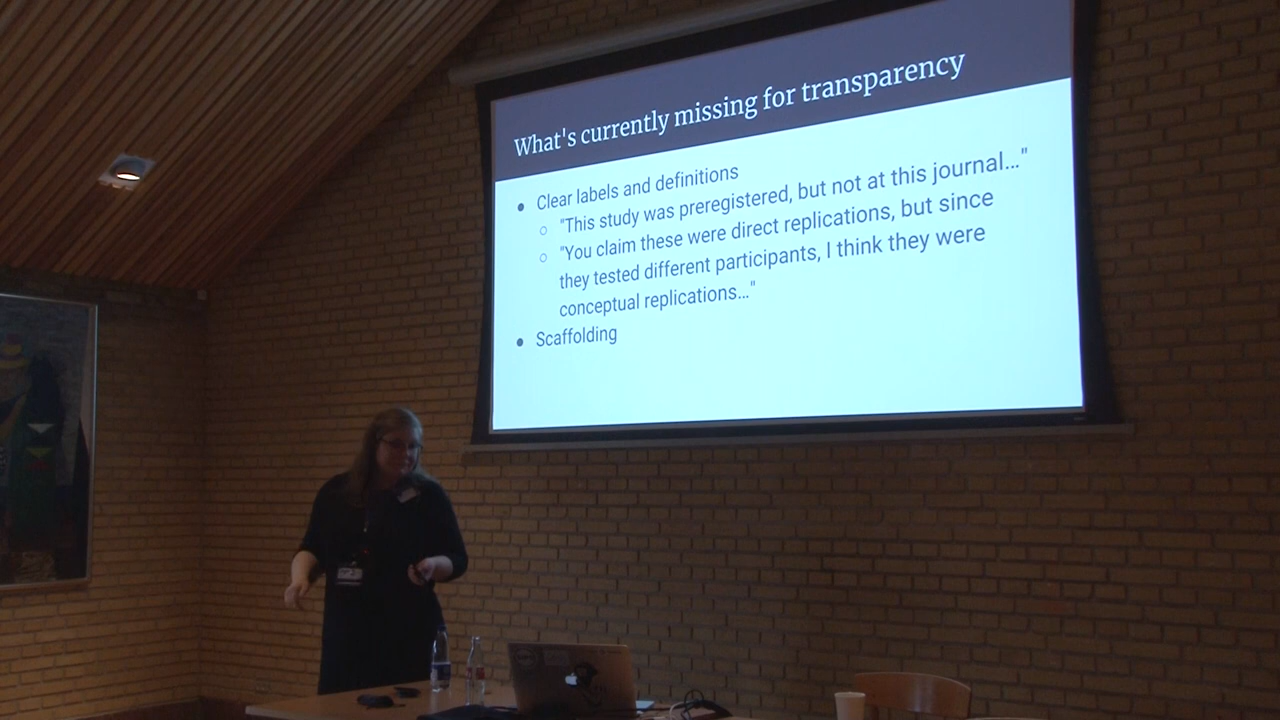 What's currently missing for transparency
● Clear labels and definitions
○ "This study was preregistered, but not at this journal…"
○ "You claim these were direct replications, but since
they tested different participants, I think they were
conceptual replications…"
● Scaffolding